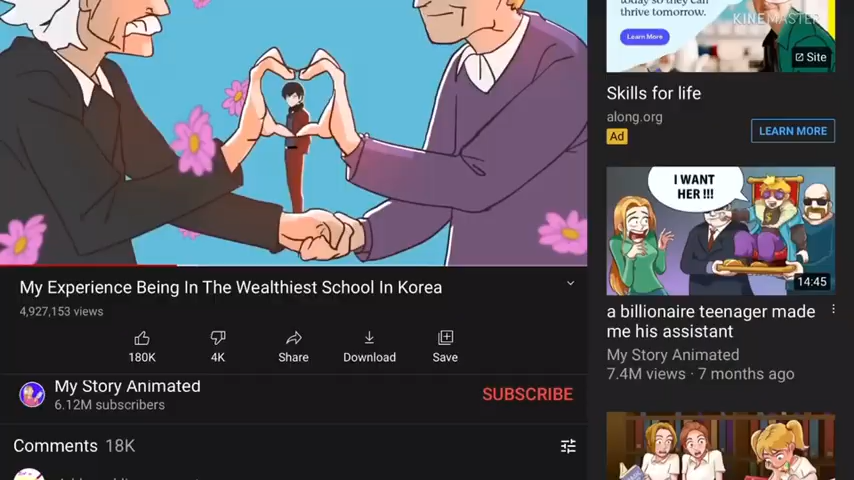 today so they can
thrive tomorrow.
KINEMASTER
Learn More
Site
Skills for life
along.org
Ad
LEARN MORE
My Experience Being In The Wealthiest School In Korea
4,927,153 views
180K
4K
Share
Download
Save
My Story Animated
6.12M subscribers
SUBSCRIBE
Comments 18K
I WANT
HER !!!
14:45
a billionaire teenager made
me his assistant
My Story Animated
7.4M views · 7 months ago